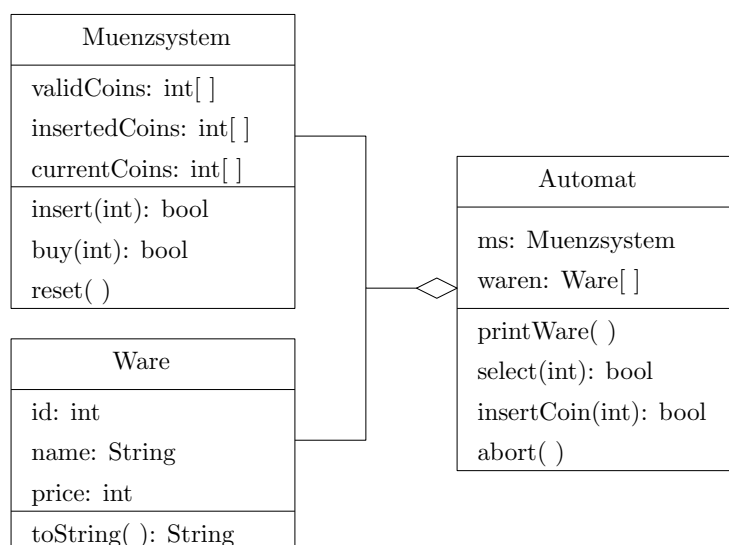 Muenzsystem
validCoins: int[ ]
insertedCoins: int[ ]
currentCoins: int[ ]
insert(int): bool
buy(int): bool
reset( )
Ware
id: int
name: String
price: int
toString( ): String
Automat
ms: Muenzsystem
waren: Ware[ ]
printWare( )
select(int): bool
insertCoin(int): bool
abort( )